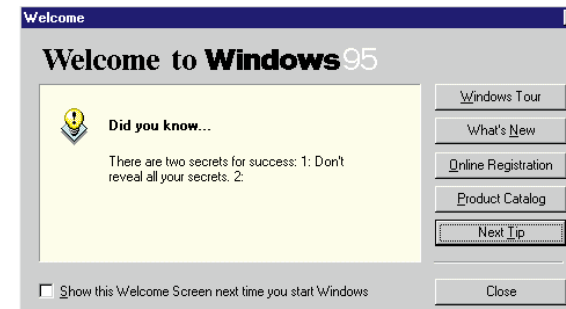 Welcome
Welcome to Windows95
Did you know...
There are two secrets for success: 1: Don't
reveal all your secrets. 2:
Windows Tour
What's New
Online Registration
Product Catalog
Next Tip
Show this Welcome Screen next time you start Windows
Close